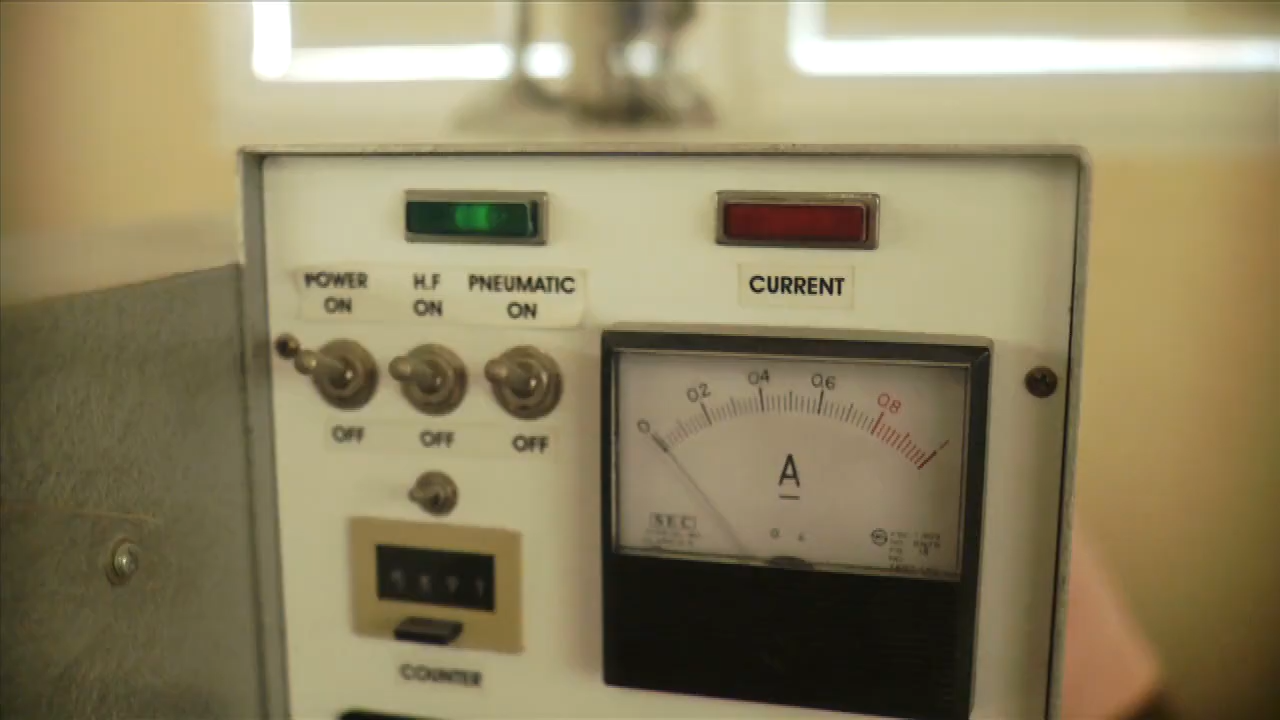 POWER
ON
H.F
ON
PNEUMATIC
ON
CURRENT
OFF
OFF
OFF
0
02
04
06
08
A
SEC
COUNTER